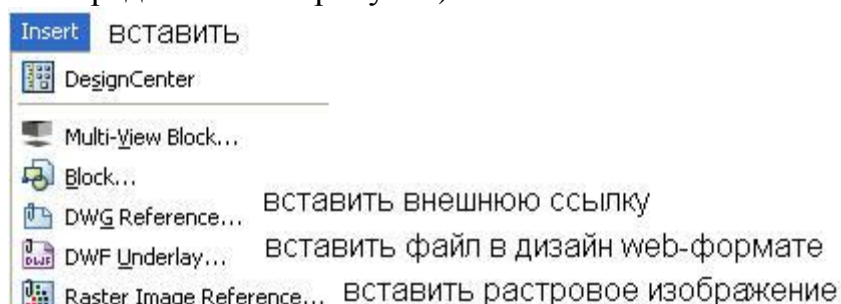 Insert вставить
DesignCenter
Multi-View Block...
Block...
DWG Reference... вставить внешнюю ссылку
DWF Underlay... вставить файл в дизайн web-формате
Raster Image Reference... вставить растровое изображение